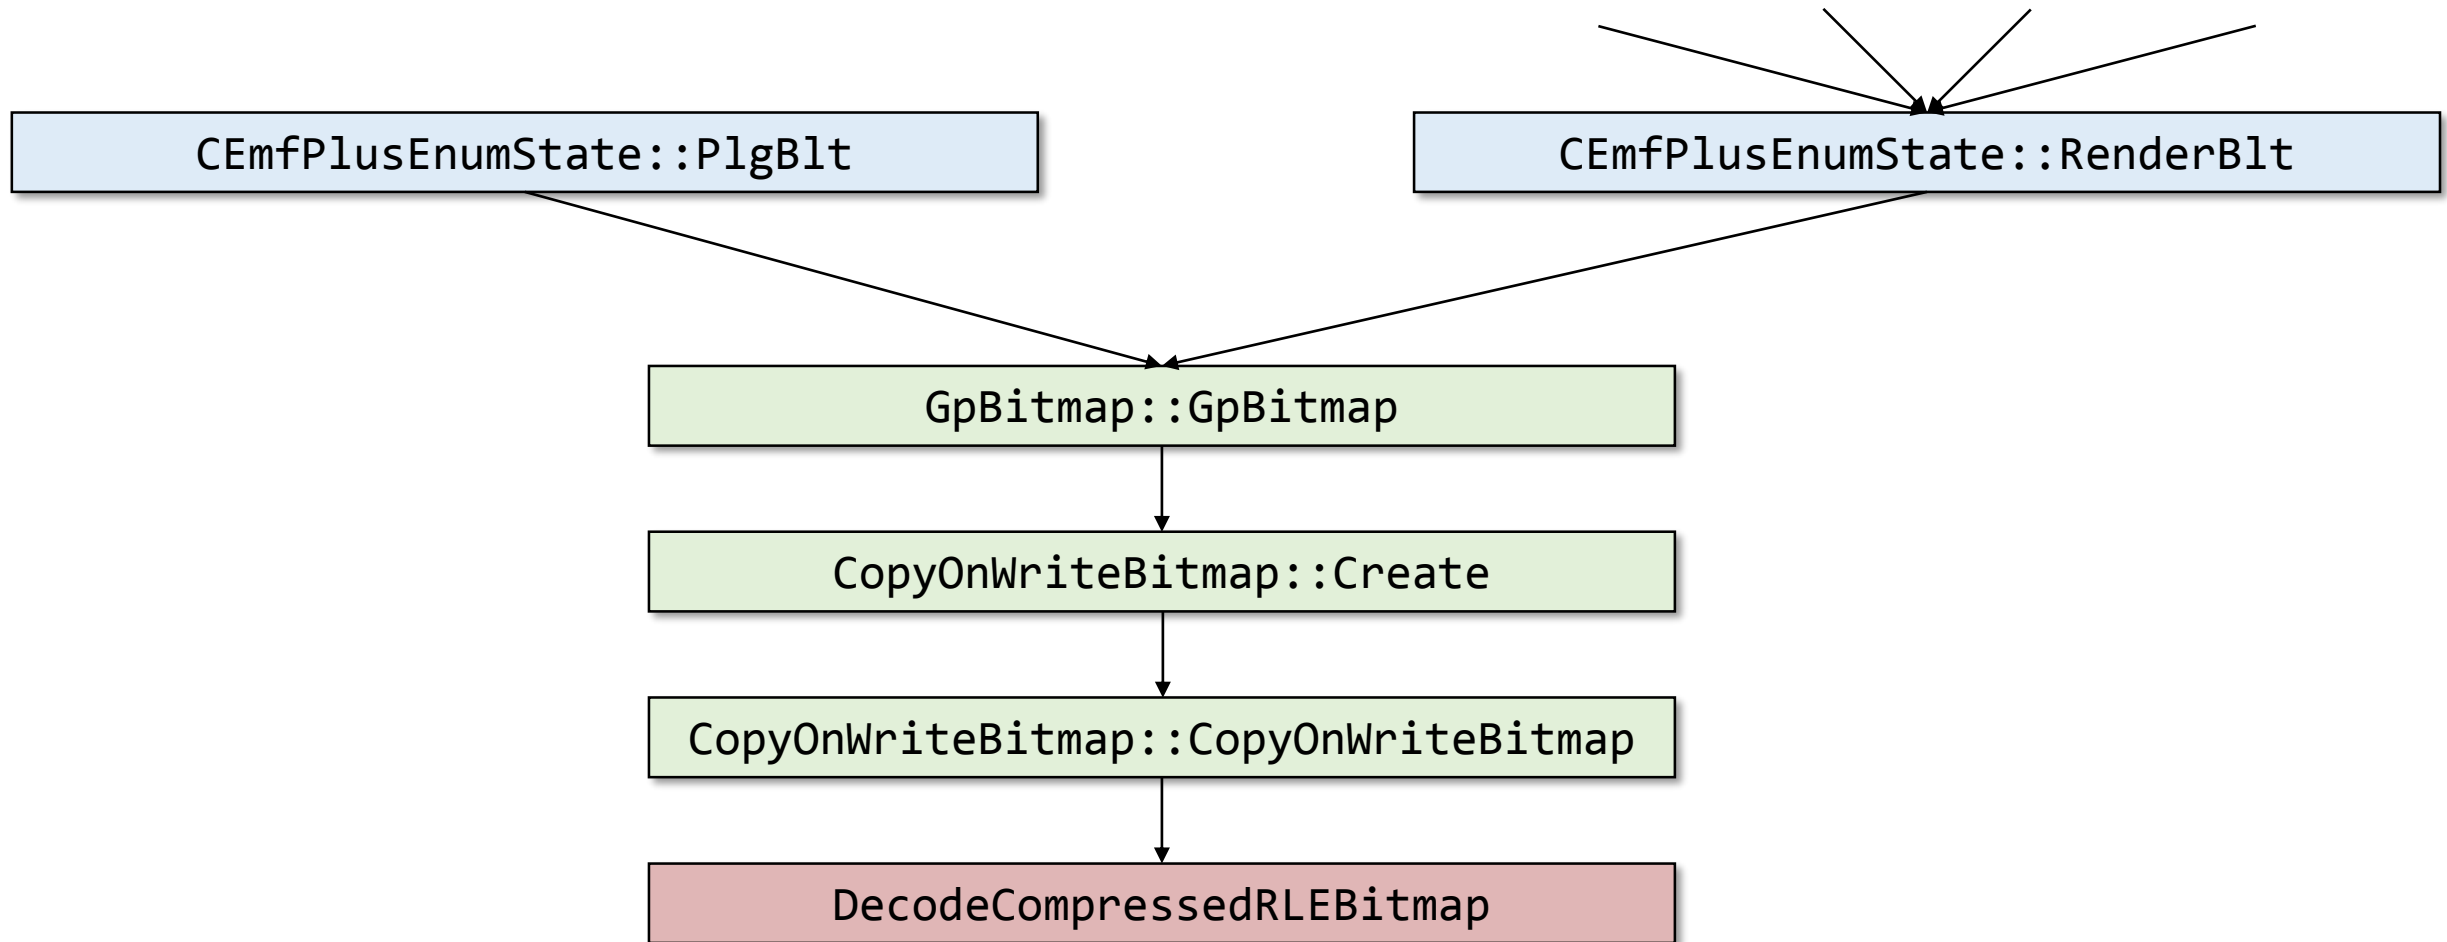 CEmfPlusEnumState::PlgBlt
CEmfPlusEnumState::RenderBlt
GpBitmap::GpBitmap
CopyOnWriteBitmap::Create
CopyOnWriteBitmap::CopyOnWriteBitmap
DecodeCompressedRLEBitmap